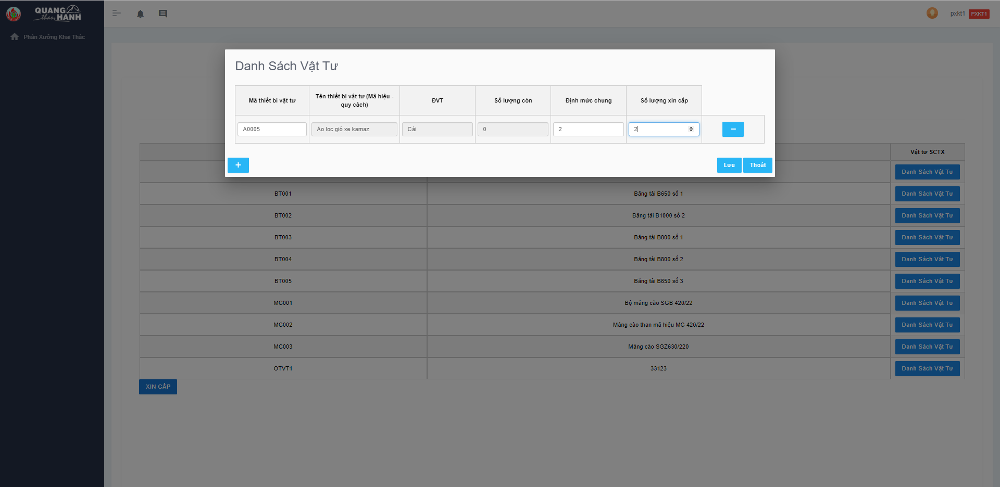 QUANG
than HANH
pxkt1 PXKT1
Phân Xưởng Khai Thác
Danh Sách Vật Tư
Mã thiết bị vật tư
Tên thiết bị vật tư (Mã hiệu -
quy cách)
ĐVT
Số lượng còn
Định mức chung
Số lượng xin cấp
A0005
Áo lọc gió xe kamaz
Cái
0
2
2
−
+
Lưu
Thoát
Vật tư SCTX
Danh Sách Vật Tư
BT001
Băng tải B650 số 1
Danh Sách Vật Tư
BT002
Băng tải B1000 số 2
Danh Sách Vật Tư
BT003
Băng tải B800 số 1
Danh Sách Vật Tư
BT004
Băng tải B800 số 2
Danh Sách Vật Tư
BT005
Băng tải B650 số 3
Danh Sách Vật Tư
MC001
Bộ máng cào SGB 420/22
Danh Sách Vật Tư
MC002
Máng cào than mã hiệu MC 420/22
Danh Sách Vật Tư
MC003
Máng cào SGZ630/220
Danh Sách Vật Tư
OTVT1
33123
Danh Sách Vật Tư
XIN CẤP